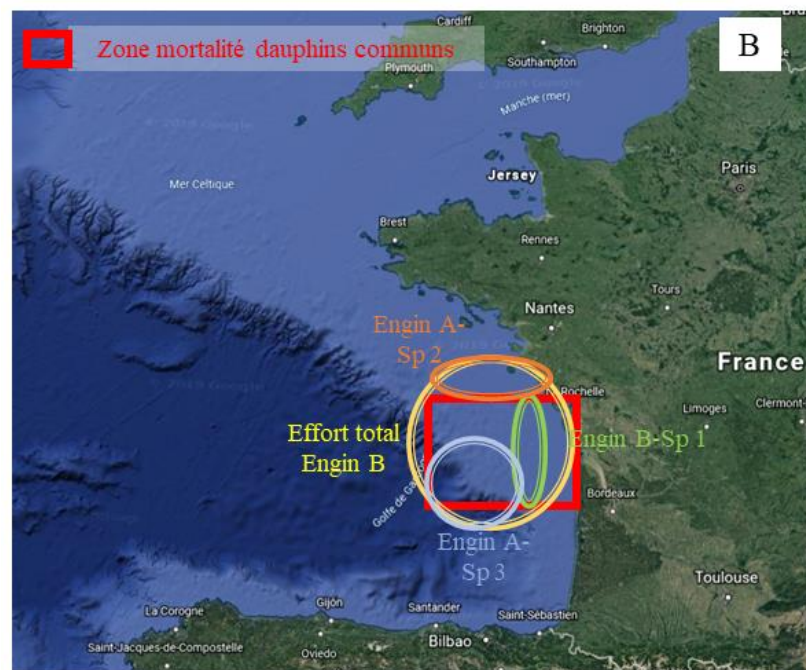 Cardiff
Brighton
Zone mortalité dauphins communs
B
Plymouth
Southampton
Manche (mer)
Jersey
Paris
Mer Celtique
Brest
Rennes
Tours
Nantes
Engin A-
Sp 2
France
Rochelle
Limoges
Clermont-
Effort total
Engin B
Engin B-Sp 1
Golfe de Ga
Bordeaux
Engin A-
Sp 3
Toulouse
La Corogne
Gijón
Santander
Saint-Sébastien
Saint-Jacques-de-Compostelle
Oviedo
Bilbao